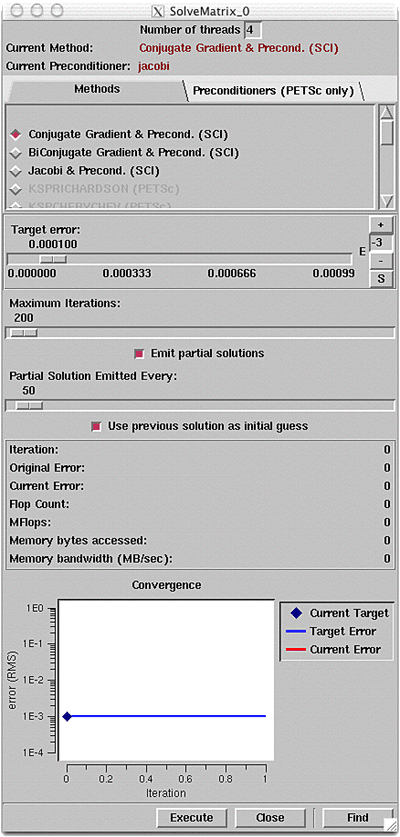 SolveMatrix_0
Number of threads 4
Current Method: Conjugate Gradient & Precond. (SCI)
Current Preconditioner: jacobi
Methods Preconditioners (PETSc only)
Conjugate Gradient & Precond. (SCI)
BiConjugate Gradient & Precond. (SCI)
Jacobi & Precond. (SCI)
KSPRICHARDSON (PETSc)
KSPCHEBYCHEV (PETSc)
Target error:
+
0.000100
E -3
-
0.000000 0.000333 0.000666 0.00099
S
Maximum Iterations:
200
Emit partial solutions
Partial Solution Emitted Every:
50
Use previous solution as initial guess
Iteration: 0
Original Error: 0
Current Error: 0
Flop Count: 0
MFlops: 0
Memory bytes accessed: 0
Memory bandwidth (MB/sec): 0
Convergence
error (RMS)
1E0
1E-1
1E-2
1E-3
1E-4
0 0.2 0.4 0.6 0.8 1
Iteration
Current Target
Target Error
Current Error
Execute Close Find